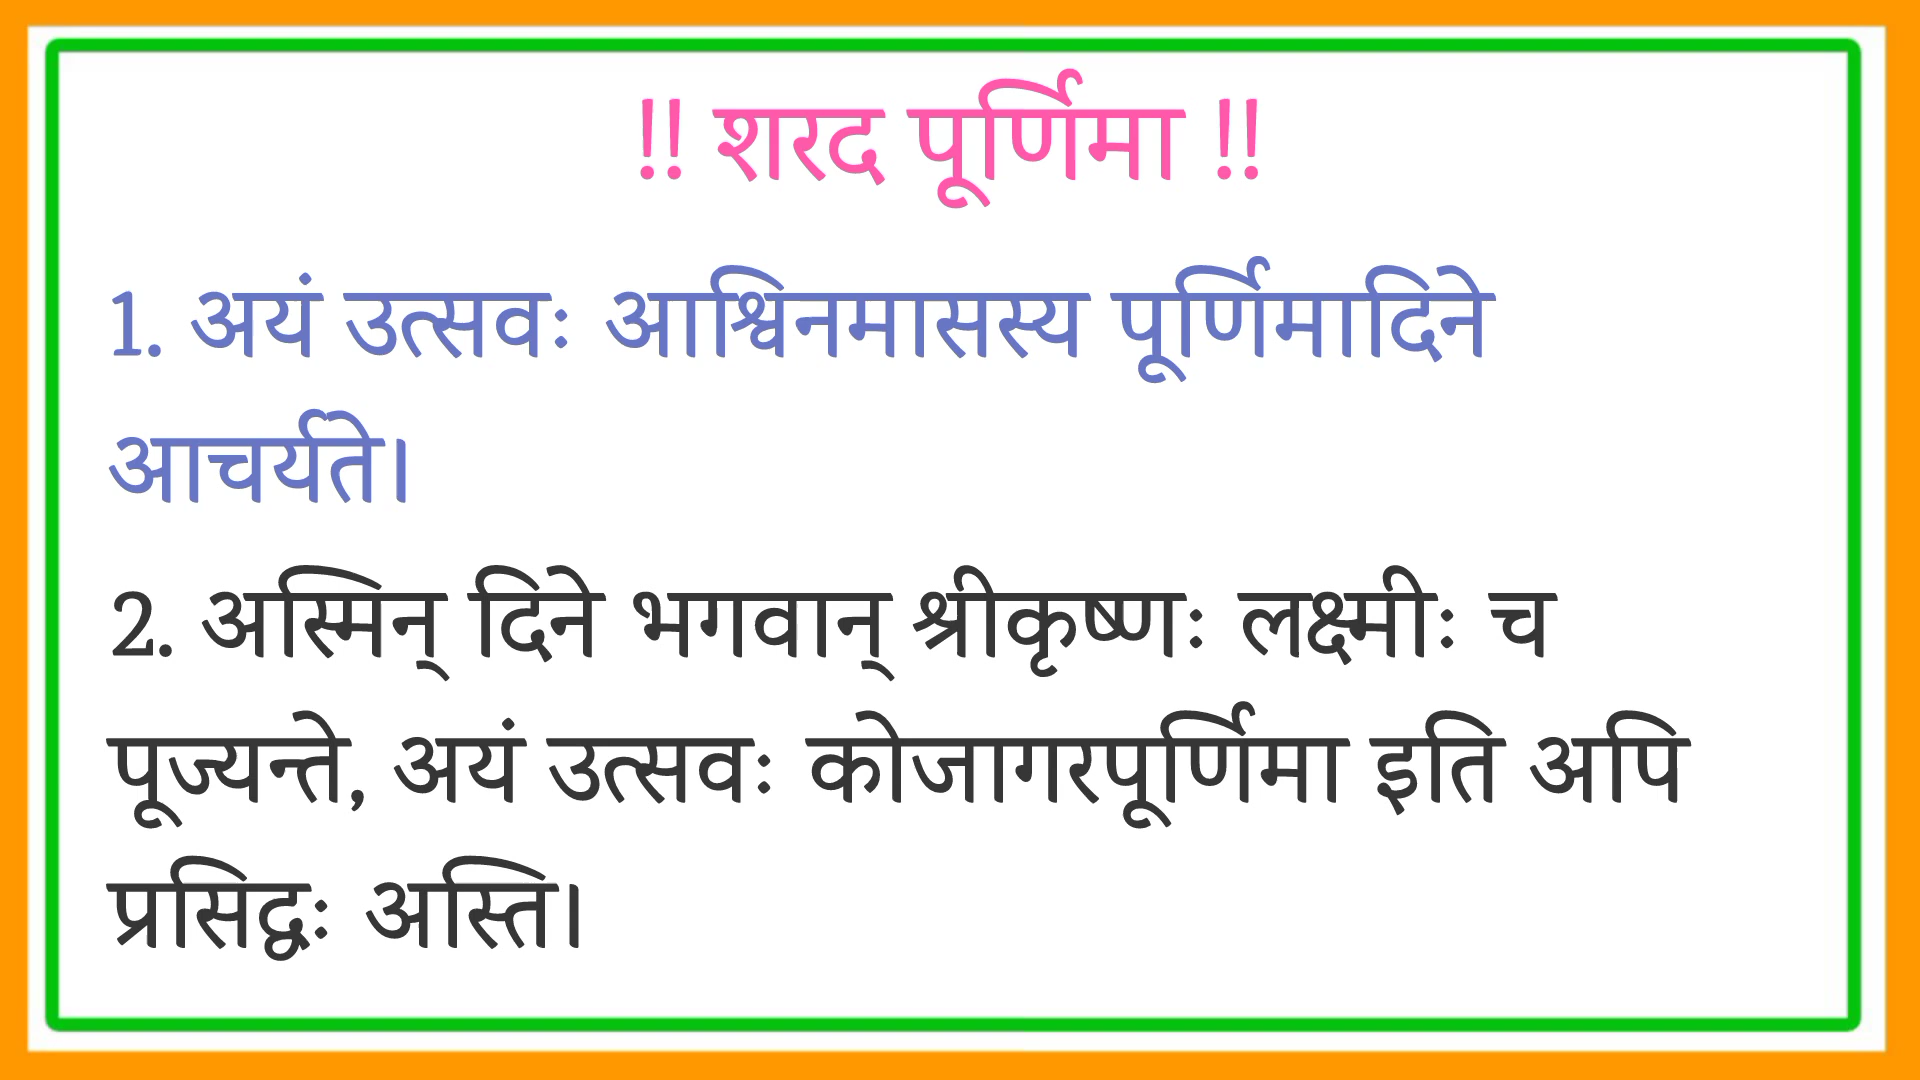 !! शरद पूर्णिमा !!
1. अयं उत्सवः आश्विनमासस्य पूर्णिमादिने
आचर्यते।
2. अस्मिन् दिने भगवान् श्रीकृष्णः लक्ष्मीः च
पूज्यन्ते, अयं उत्सवः कोजागरपूर्णिमा इति अपि
प्रसिद्वः अस्ति।